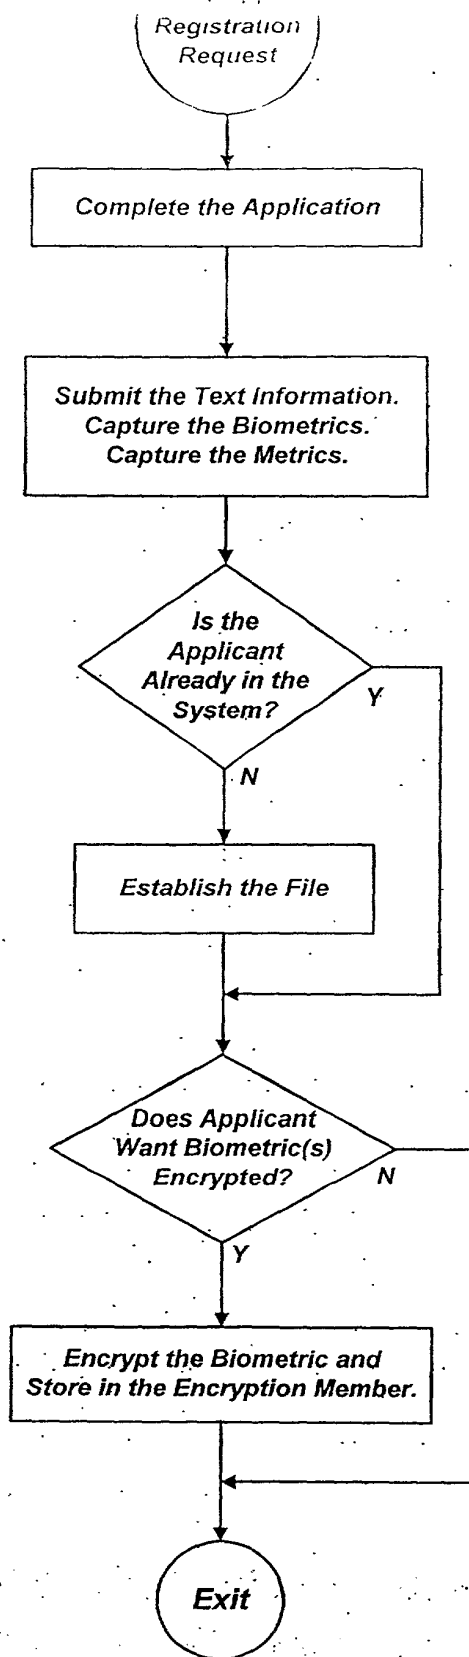 Registration
Request
Complete the Application
Submit the Text Information.
Capture the Biometrics.
Capture the Metrics.
Is the
Applicant
Already in the
System?
Y
N
Establish the File
Does Applicant
Want Biometric(s)
Encrypted?
N
Y
Encrypt the Biometric and
Store in the Encryption Member.
Exit